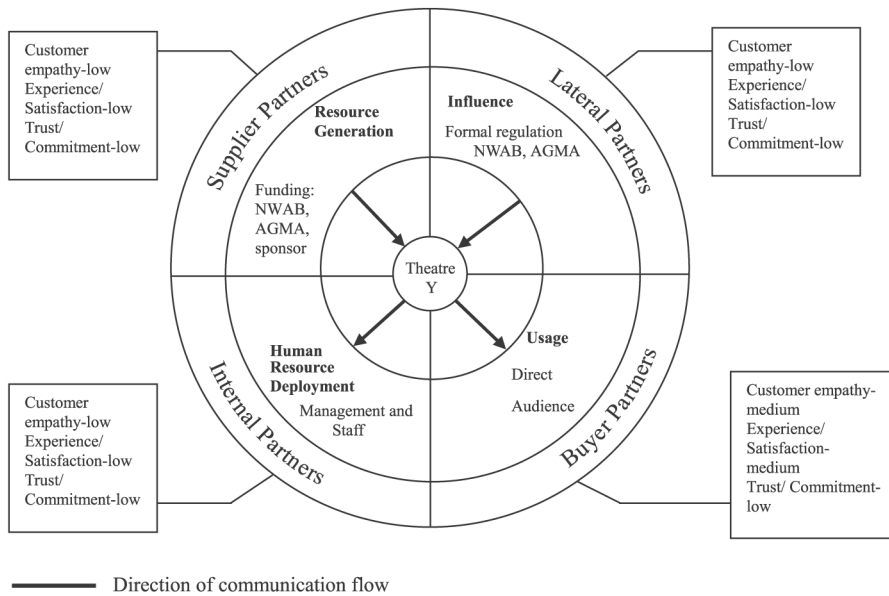 Customer
empathy-low
Experience/
Satisfaction-low
Trust/
Commitment-low
Supplier Partners
Resource
Generation
Funding:
NWAB,
AGMA,
sponsor
Lateral Partners
Influence
Formal regulation
NWAB, AGMA
Customer
empathy-low
Experience/
Satisfaction-low
Trust/
Commitment-low
Theatre
Y
Customer
empathy-low
Experience/
Satisfaction-low
Trust/
Commitment-low
Internal Partners
Human
Resource
Deployment
Management and
Staff
Usage
Direct
Audience
Buyer Partners
Customer empathy-
medium
Experience/
Satisfaction-
medium
Trust/ Commitment-
low
Direction of communication flow